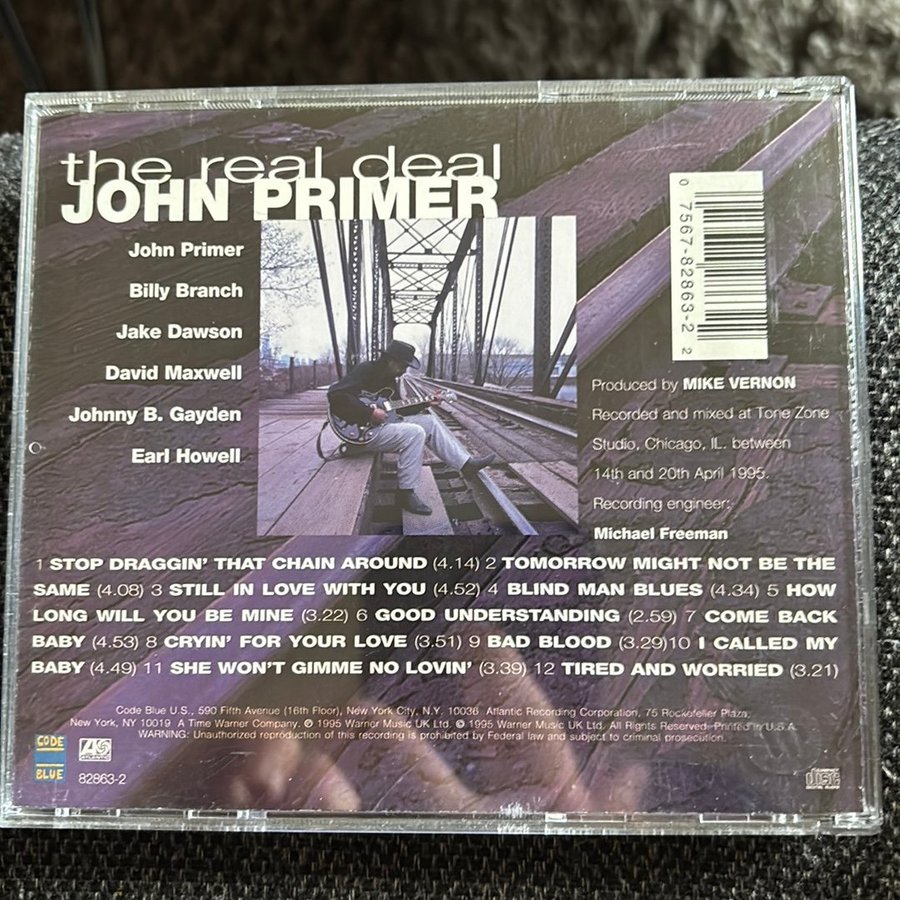 the real deal
JOHN PRIMER
John Primer
Billy Branch
Jake Dawson
David Maxwell
Johnny B. Gayden
Earl Howell
0 7567-82863-2 2
Produced by MIKE VERNON
Recorded and mixed at Tone Zone
Studio, Chicago, IL. between
14th and 20th April 1995.
Recording engineer:
Michael Freeman
1 STOP DRAGGIN' THAT CHAIN AROUND (4.14) 2 TOMORROW MIGHT NOT BE THE
SAME (4.08) 3 STILL IN LOVE WITH YOU (4.52) 4 BLIND MAN BLUES (4.34) 5 HOW
LONG WILL YOU BE MINE (3.22) 6 GOOD UNDERSTANDING (2.59) 7 COME BACK
BABY (4.53) 8 CRYIN' FOR YOUR LOVE (3.51) 9 BAD BLOOD (3.29) 10 I CALLED MY
BABY (4.49) 11 SHE WON'T GIMME NO LOVIN' (3.39) 12 TIRED AND WORRIED (3.21)
Code Blue U.S., 590 Fifth Avenue (16th Floor), New York City, N.Y. 10036. Atlantic Recording Corporation, 75 Rockefeller Plaza,
New York, NY 10019 A Time Warner Company. ℗ 1995 Warner Music UK Ltd. © 1995 Warner Music UK Ltd. All Rights Reserved. Printed in U.S.A.
WARNING: Unauthorized reproduction of this recording is prohibited by Federal law and subject to criminal prosecution.
CODE
BLUE
ATLANTIC
82863-2
COMPACT
disc
DIGITAL AUDIO